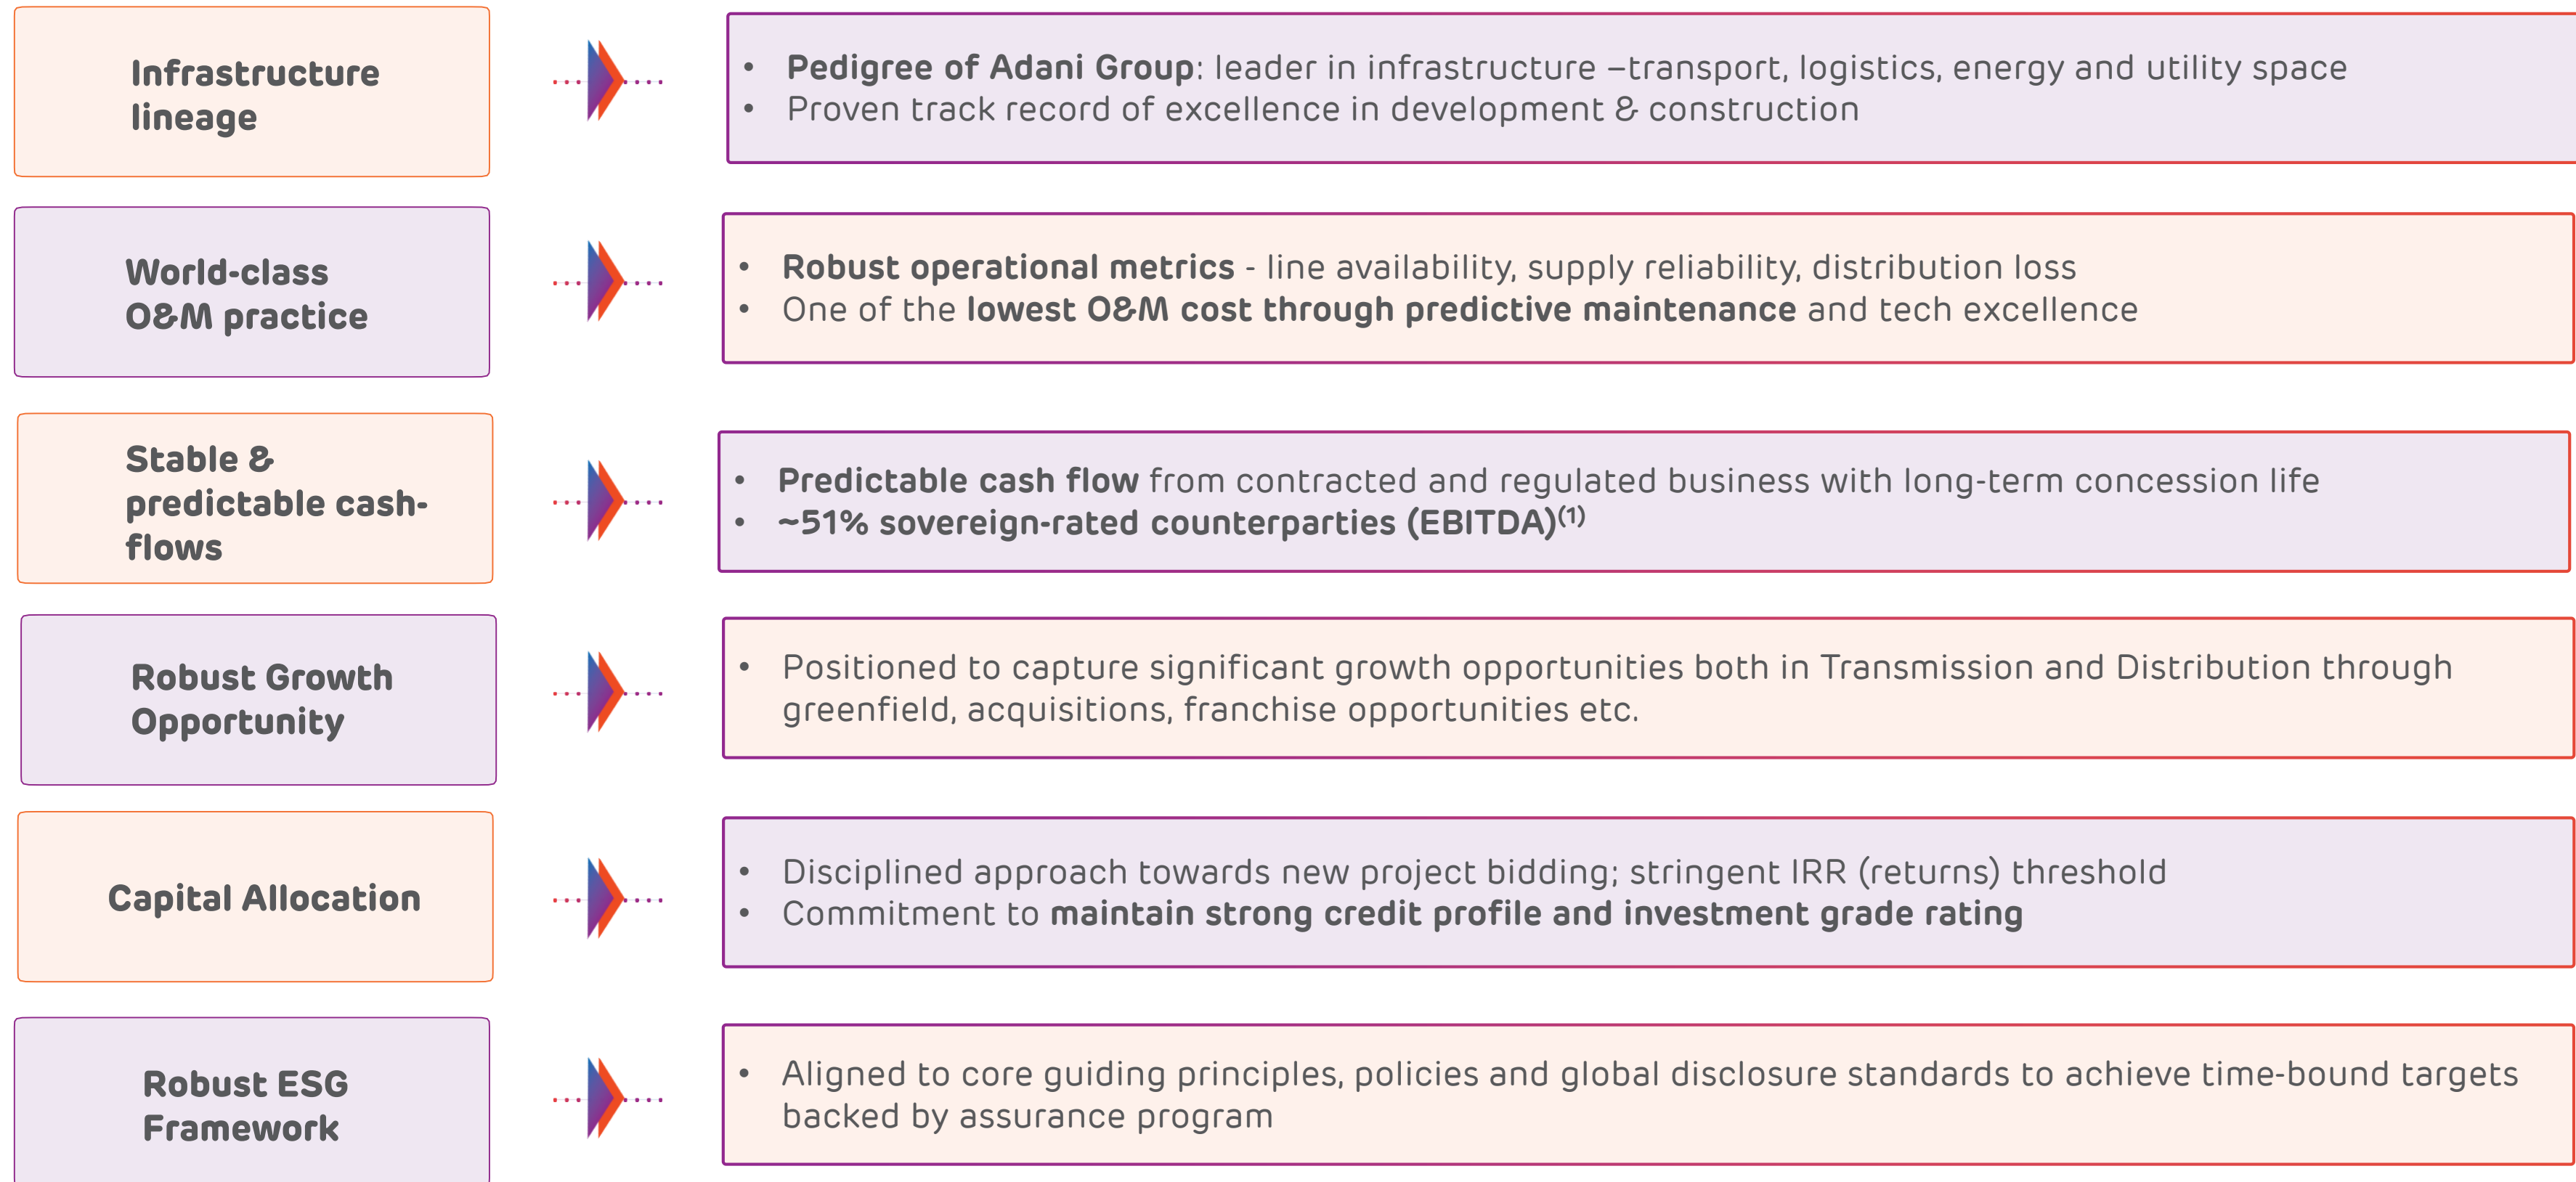 Infrastructure
lineage
• Pedigree of Adani Group: leader in infrastructure –transport, logistics, energy and utility space
• Proven track record of excellence in development & construction
World-class
O&M practice
• Robust operational metrics - line availability, supply reliability, distribution loss
• One of the lowest O&M cost through predictive maintenance and tech excellence
Stable &
predictable cash-
flows
• Predictable cash flow from contracted and regulated business with long-term concession life
• ~51% sovereign-rated counterparties (EBITDA)(1)
Robust Growth
Opportunity
• Positioned to capture significant growth opportunities both in Transmission and Distribution through
greenfield, acquisitions, franchise opportunities etc.
Capital Allocation
• Disciplined approach towards new project bidding; stringent IRR (returns) threshold
• Commitment to maintain strong credit profile and investment grade rating
Robust ESG
Framework
• Aligned to core guiding principles, policies and global disclosure standards to achieve time-bound targets
backed by assurance program